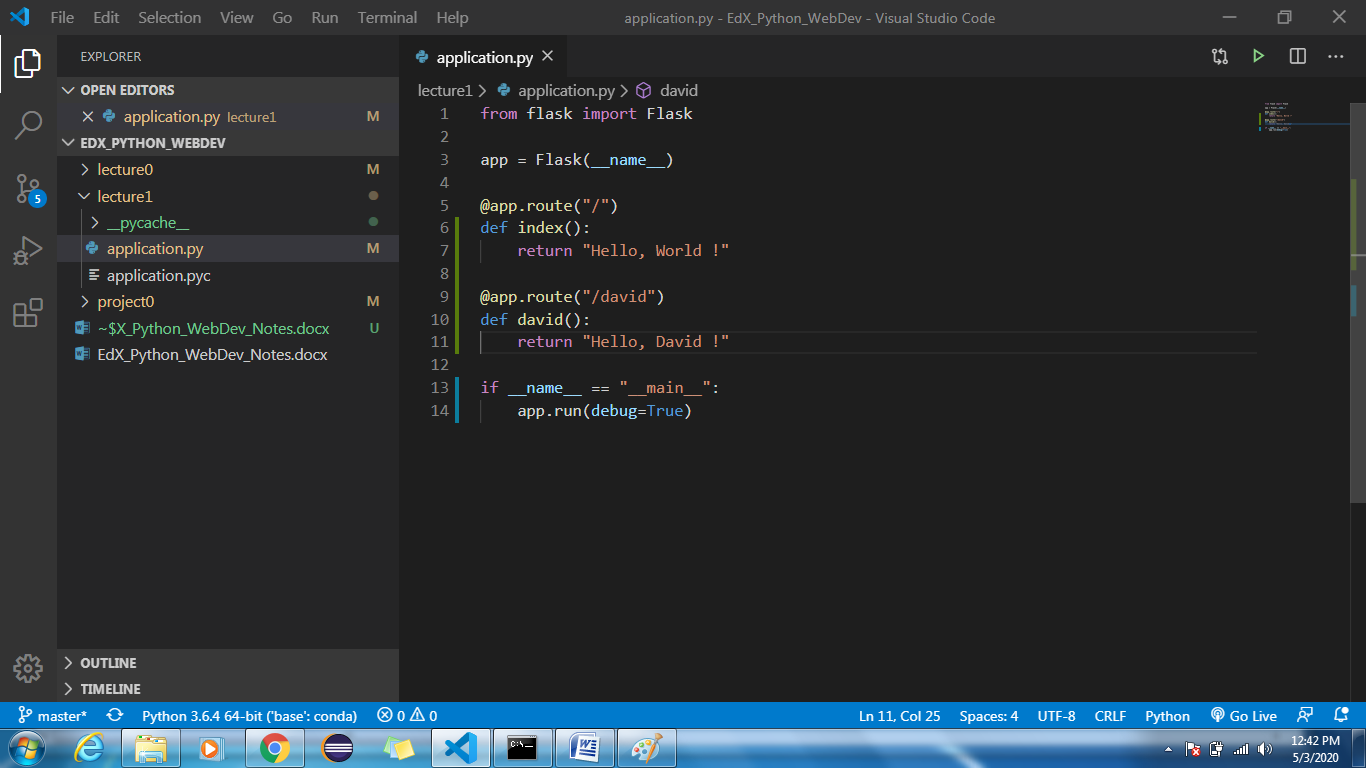 File Edit Selection View Go Run Terminal Help application.py - EdX_Python_WebDev - Visual Studio Code
EXPLORER
OPEN EDITORS
application.py lecture1 M
EDX_PYTHON_WEBDEV
lecture0 M
lecture1
__pycache__
application.py M
application.pyc
project0 M
~$X_Python_WebDev_Notes.docx U
EdX_Python_WebDev_Notes.docx
OUTLINE
TIMELINE
5
application.py
lecture1 > application.py > david
1 from flask import Flask
2
3 app = Flask(__name__)
4
5 @app.route("/")
6 def index():
7     return "Hello, World !"
8
9 @app.route("/david")
10 def david():
11     return "Hello, David !"
12
13 if __name__ == "__main__":
14     app.run(debug=True)
master* Python 3.6.4 64-bit ('base': conda) 0 0 Ln 11, Col 25 Spaces: 4 UTF-8 CRLF Python Go Live
C:\_
12:42 PM
5/3/2020